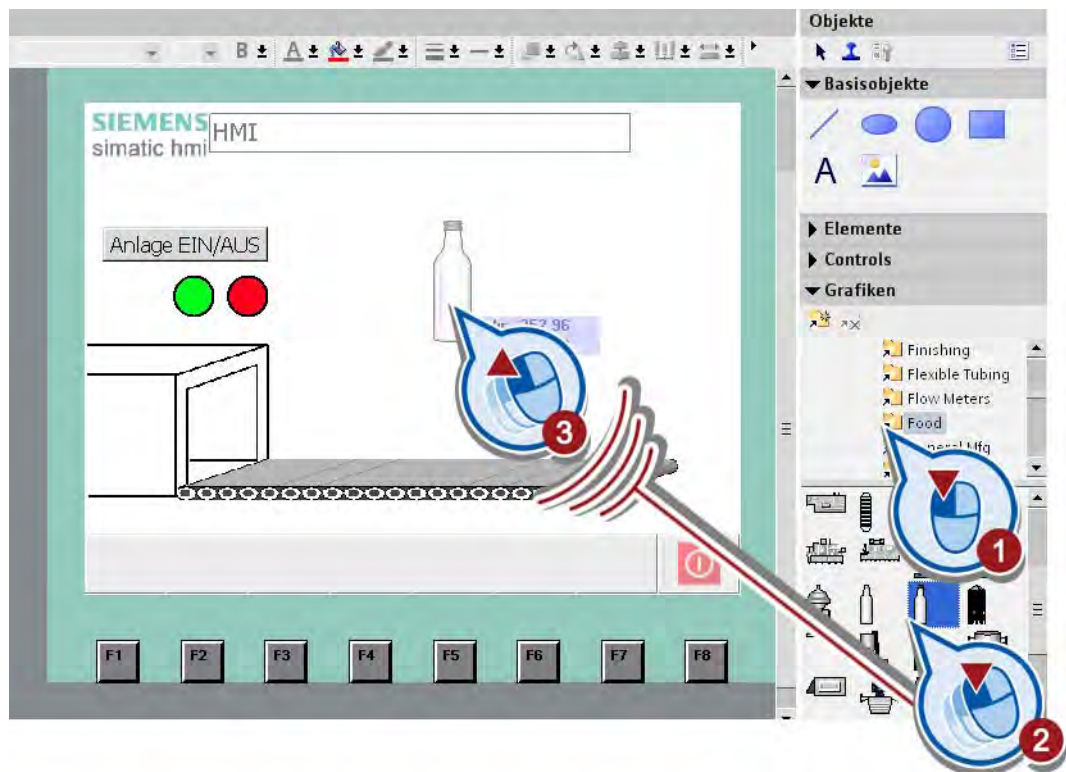 Objekte
B A
Basisobjekte
A
Elemente
Controls
Grafiken
Finishing
Flexible Tubing
Flow Meters
Food
Mfg
SIEMENS
simatic hmi
HMI
Anlage EIN/AUS
3
1
2
F1 F2 F3 F4 F5 F6 F7 F8